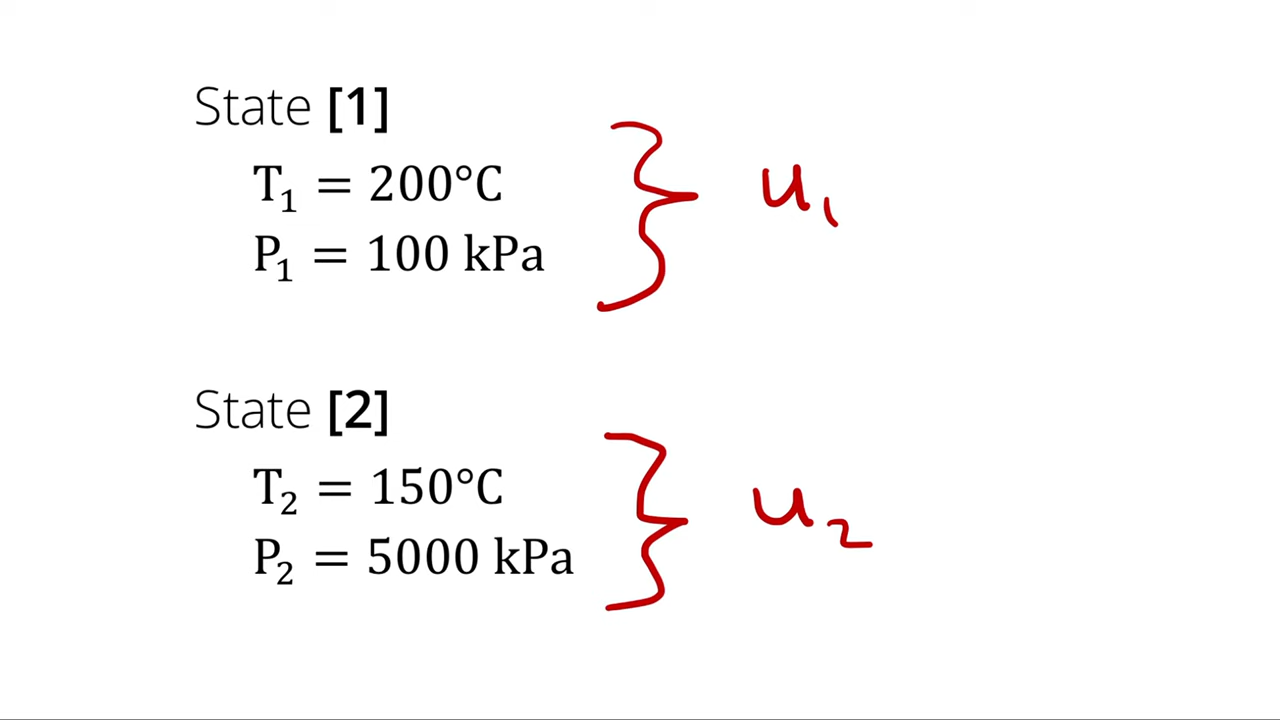 State [1]
T₁ = 200°C
u₁
P₁ = 100 kPa
State [2]
T₂ = 150°C
u₂
P₂ = 5000 kPa